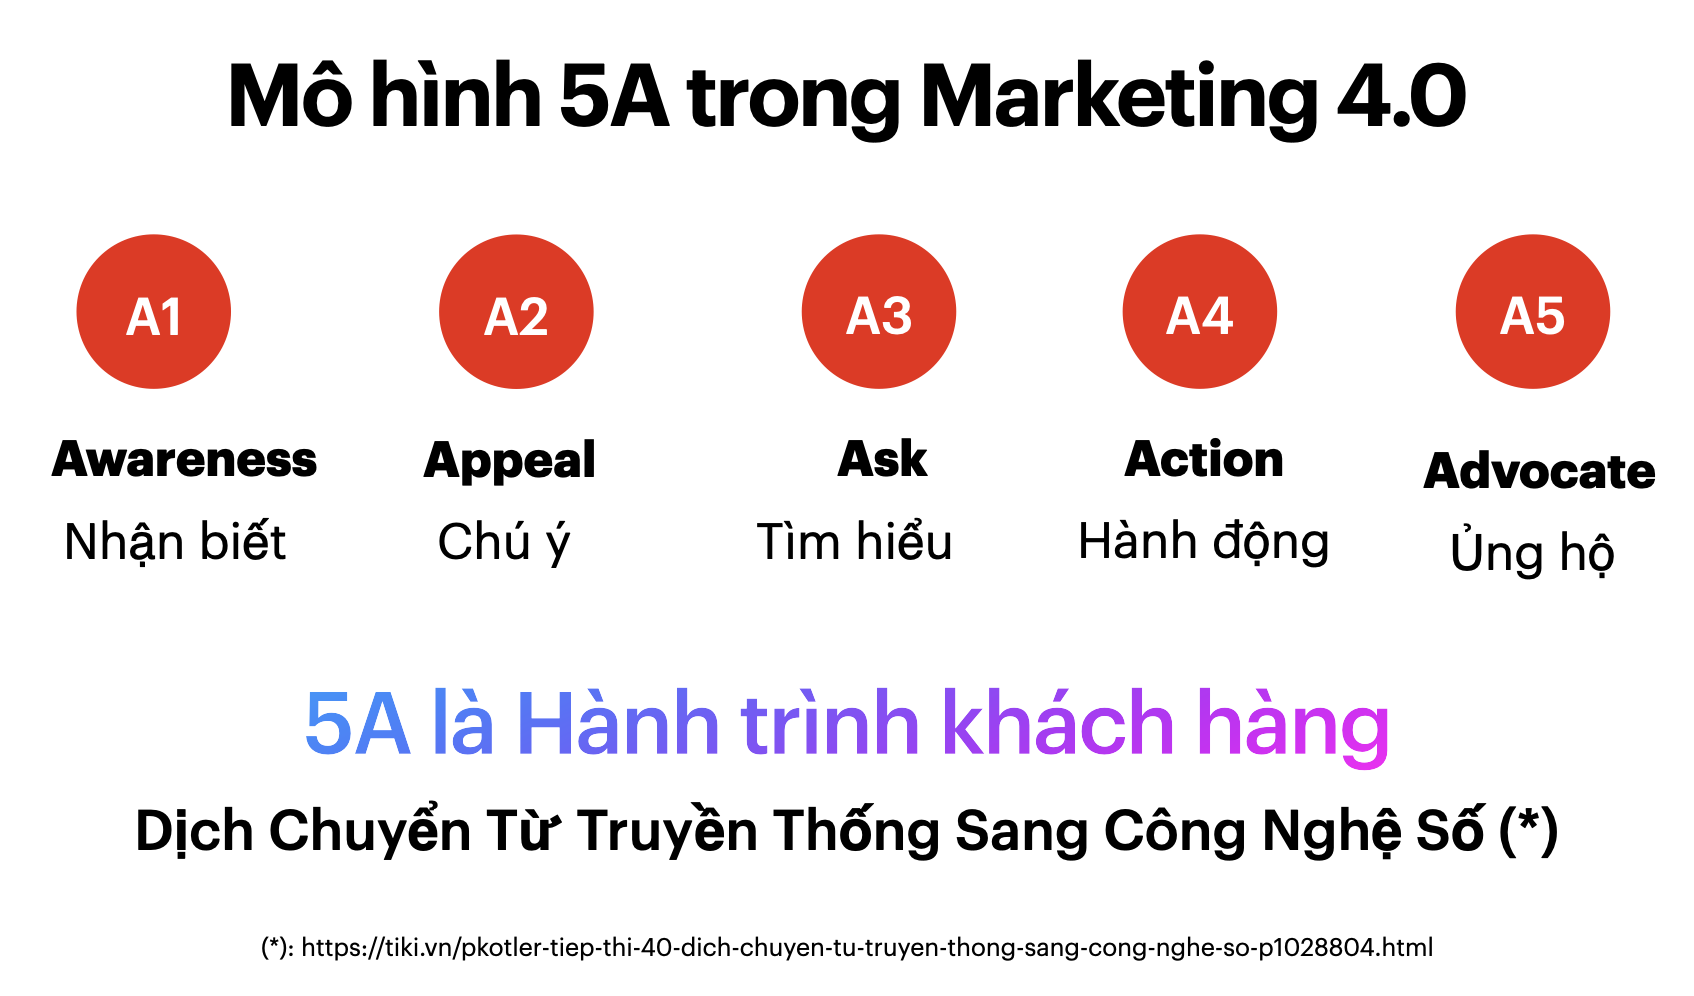 Mô hình 5A trong Marketing 4.0
A1 A2 A3 A4 A5
Awareness Appeal Ask Action Advocate
Nhận biết Chú ý Tìm hiểu Hành động Ủng hộ
5A là Hành trình khách hàng
Dịch Chuyển Từ Truyền Thống Sang Công Nghệ Số (*)
(*): https://tiki.vn/pkotler-tiep-thi-40-dich-chuyen-tu-truyen-thong-sang-cong-nghe-so-p1028804.html